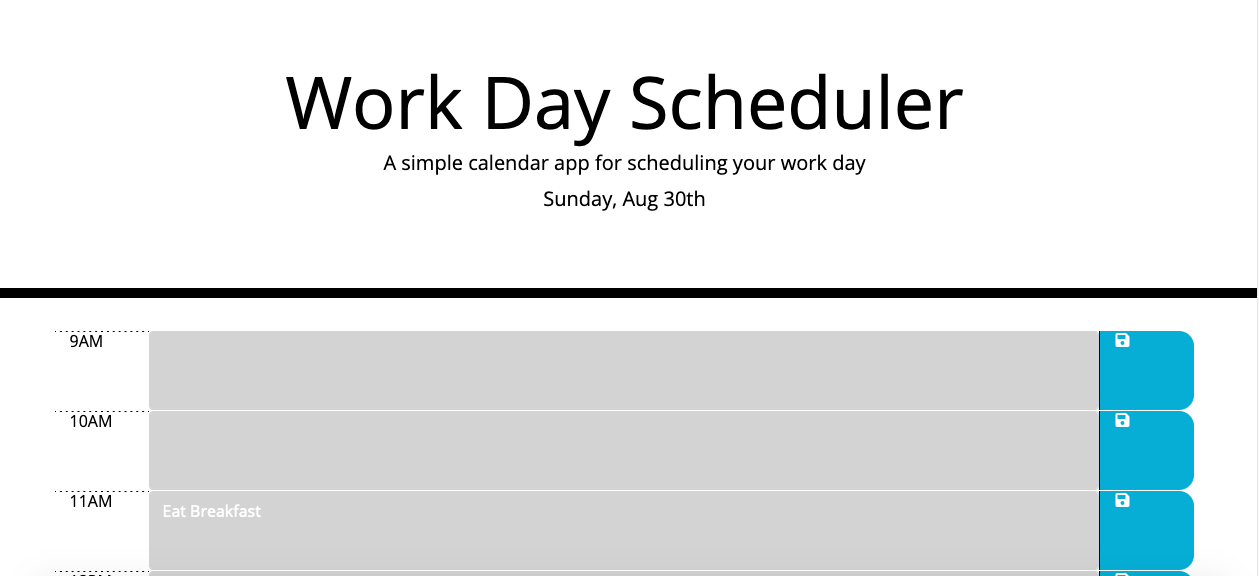 Work Day Scheduler
A simple calendar app for scheduling your work day
Sunday, Aug 30th
9AM
10AM
11AM
Eat Breakfast